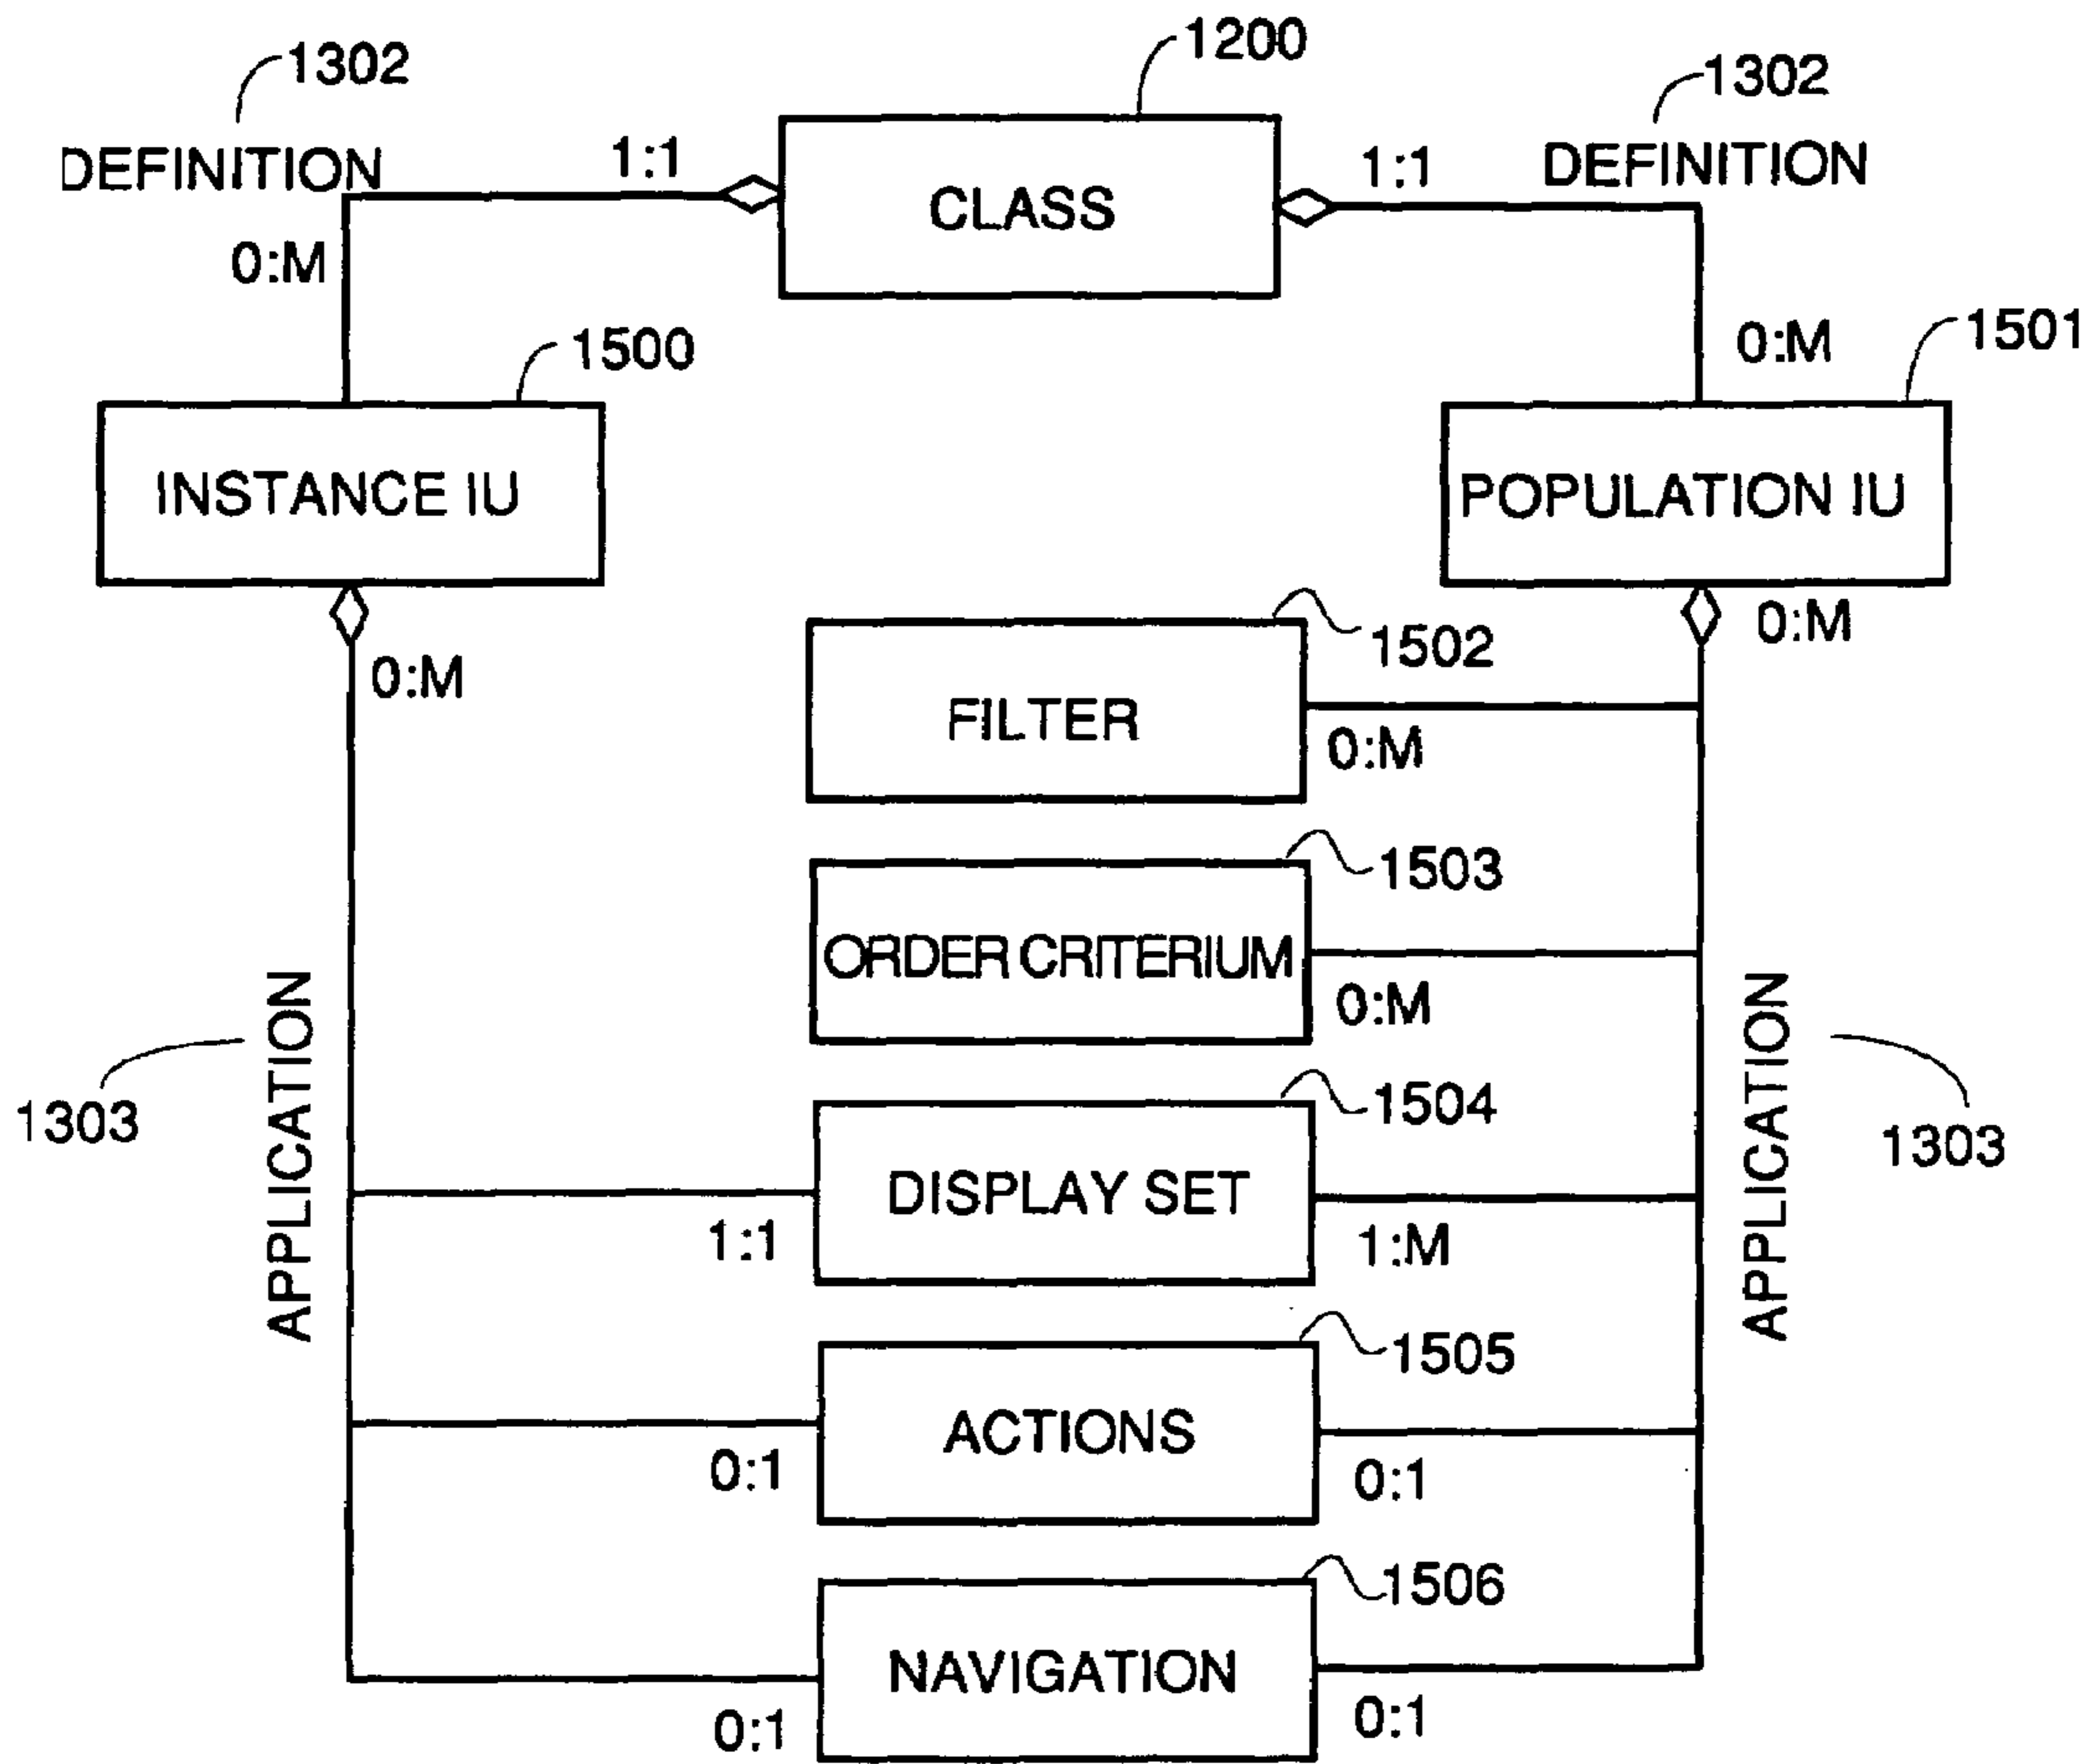 1302
1200
1302
DEFINITION
1:1
CLASS
1:1
DEFINITION
0:M
0:M
1500
1501
INSTANCE IU
POPULATION IU
0:M
0:M
1502
FILTER
0:M
1503
ORDER CRITERIUM
0:M
APPLICATION
APPLICATION
1303
1303
1504
DISPLAY SET
1:1
1:M
1505
ACTIONS
0:1
0:1
1506
NAVIGATION
0:1
0:1